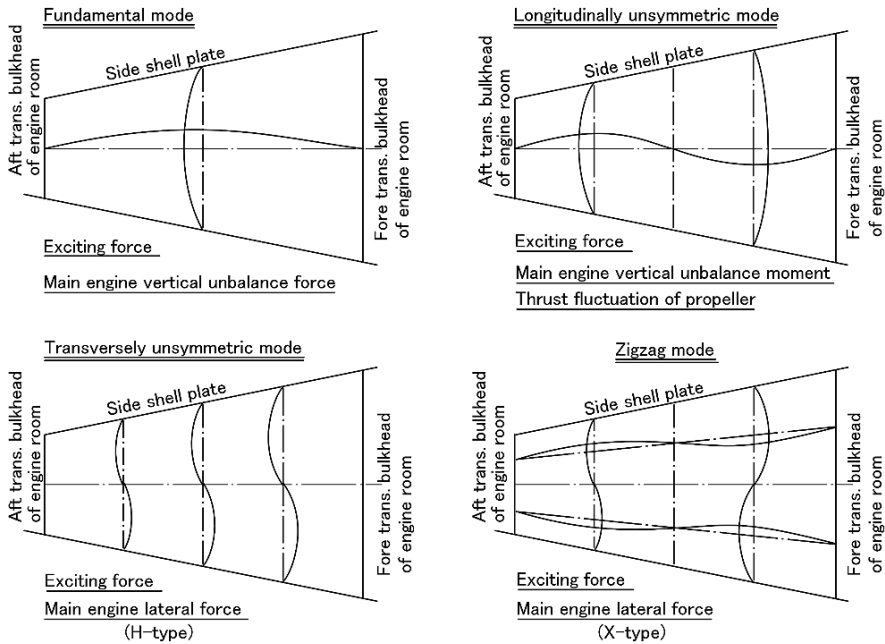 Fundamental mode
Side shell plate
Aft trans. bulkhead
of engine room
Fore trans. bulkhead
of engine room
Exciting force
Main engine vertical unbalance force
Longitudinally unsymmetric mode
Side shell plate
Aft trans. bulkhead
of engine room
Fore trans. bulkhead
of engine room
Exciting force
Main engine vertical unbalance moment
Thrust fluctuation of propeller
Transversely unsymmetric mode
Side shell plate
Aft trans. bulkhead
of engine room
Fore trans. bulkhead
of engine room
Exciting force
Main engine lateral force
(H-type)
Zigzag mode
Side shell plate
Aft trans. bulkhead
of engine room
Fore trans. bulkhead
of engine room
Exciting force
Main engine lateral force
(X-type)